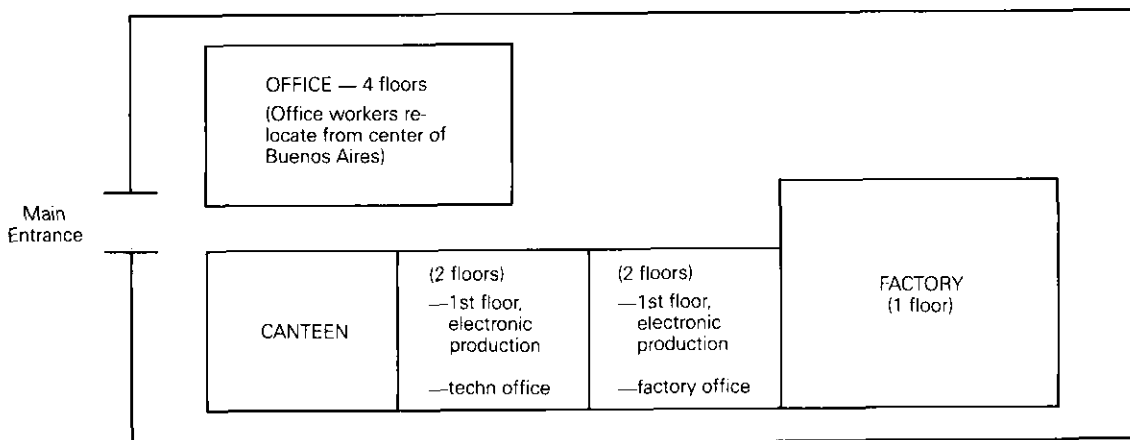 OFFICE — 4 floors
(Office workers re-
locate from center of
Buenos Aires)
Main
Entrance
CANTEEN
(2 floors)
—1st floor,
electronic
production
—techn office
(2 floors)
—1st floor,
electronic
production
—factory office
FACTORY
(1 floor)